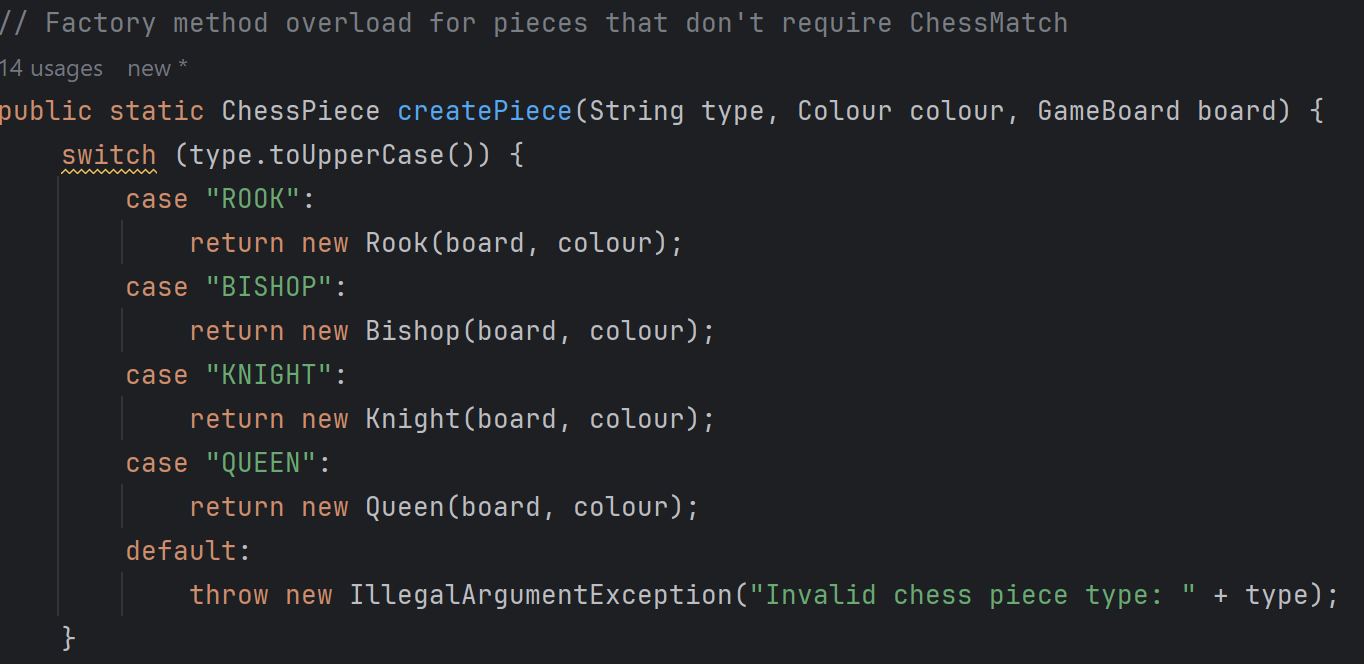 // Factory method overload for pieces that don't require ChessMatch
14 usages   new *
public static ChessPiece createPiece(String type, Colour colour, GameBoard board) {
    switch (type.toUpperCase()) {
        case "ROOK":
            return new Rook(board, colour);
        case "BISHOP":
            return new Bishop(board, colour);
        case "KNIGHT":
            return new Knight(board, colour);
        case "QUEEN":
            return new Queen(board, colour);
        default:
            throw new IllegalArgumentException("Invalid chess piece type: " + type);
    }